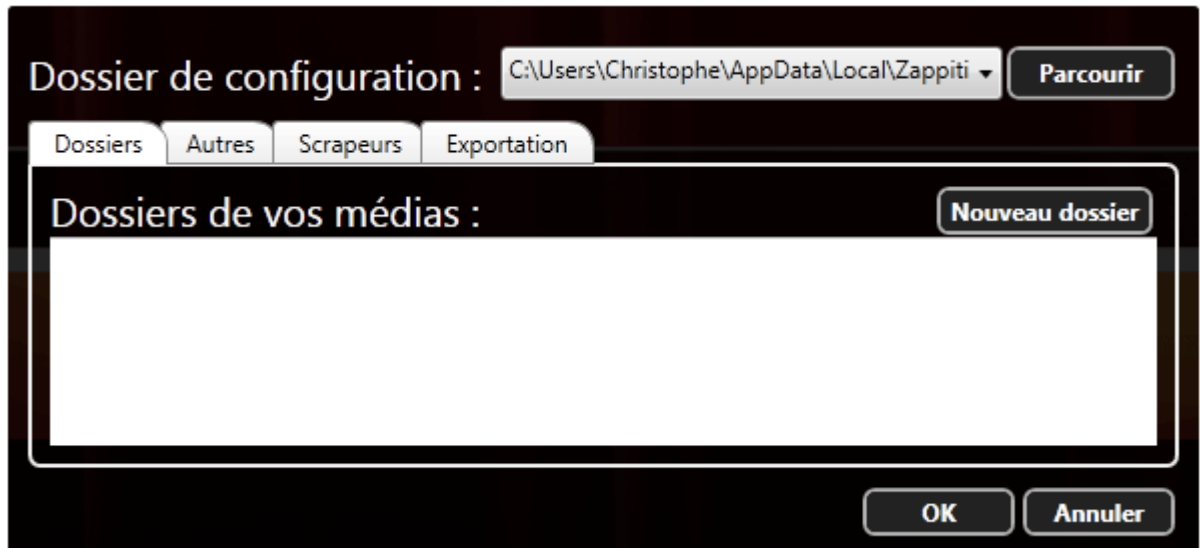 Dossier de configuration : C:\Users\Christophe\AppData\Local\Zappiti Parcourir
Dossiers Autres Scrapeurs Exportation
Dossiers de vos médias : Nouveau dossier
OK Annuler